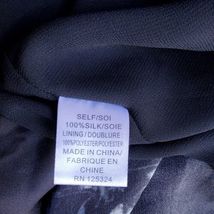 SELF/SOI
100%SILK/SOIE
LINING/DOUBLURE:
100%POLYESTER/POLYESTER
MADE IN CHINA/
FABRIQUE EN
CHINE
RN 125324